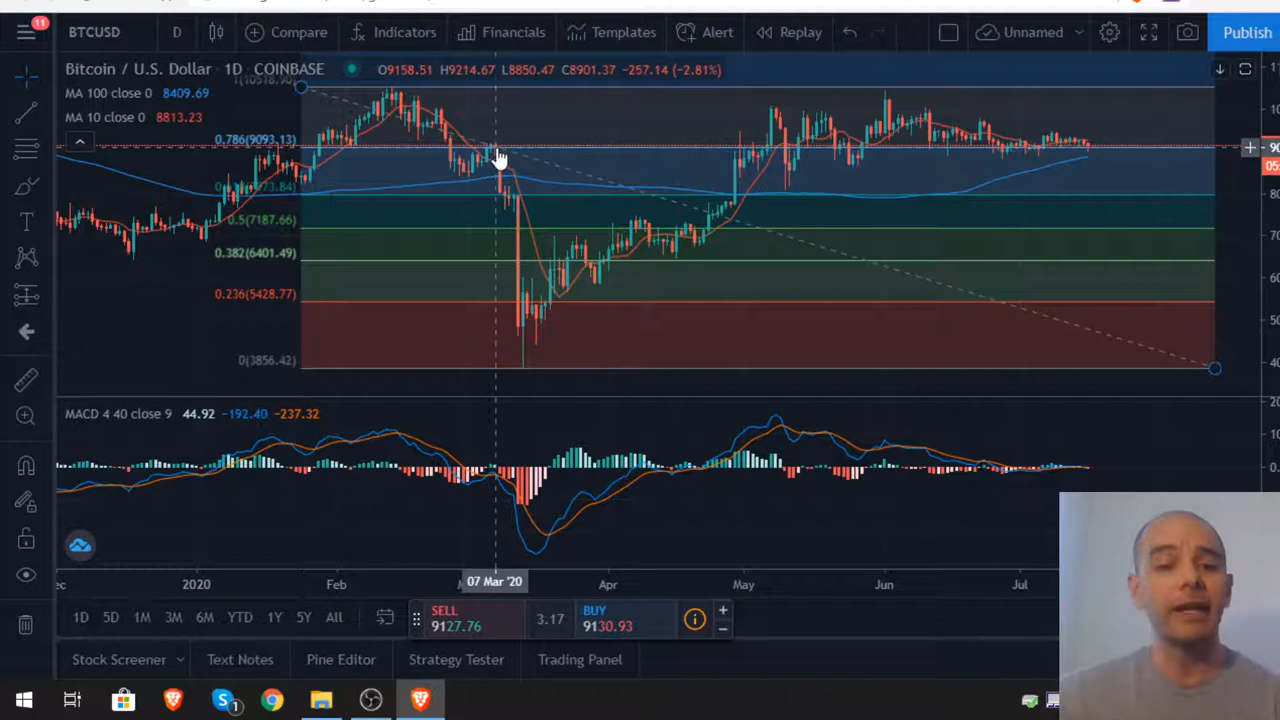 11
BTCUSD D Compare Indicators Financials Templates Alert Replay Unnamed Publish
Bitcoin / U.S. Dollar · 1D · COINBASE O9158.51 H9214.67 L8850.47 C8901.37 −257.14 (−2.81%)
1(10518.90)
MA 100 close 0 8409.69
MA 10 close 0 8813.23
0.786(9093.13)
0.5(7187.66)
0.382(6401.49)
0.236(5428.77)
0(3856.42)
MACD 4 40 close 9 44.92 −192.40 −237.32
2020 Feb 07 Mar '20 Apr May Jun Jul
1D 5D 1M 3M 6M YTD 1Y 5Y All
SELL
9127.76
3.17
BUY
9130.93
Stock Screener Text Notes Pine Editor Strategy Tester Trading Panel
S 1